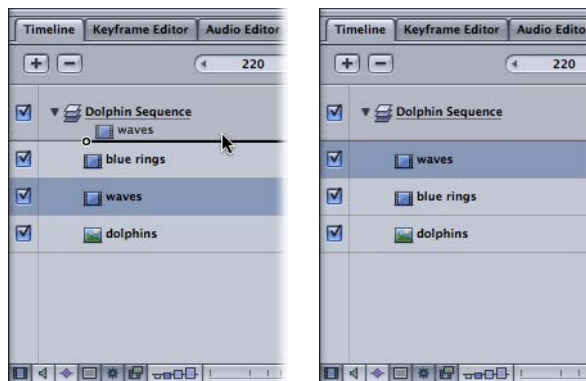 Timeline Keyframe Editor Audio Editor
220
Dolphin Sequence
waves
blue rings
waves
dolphins
Timeline Keyframe Editor Audio Edito
220
Dolphin Sequence
waves
blue rings
dolphins